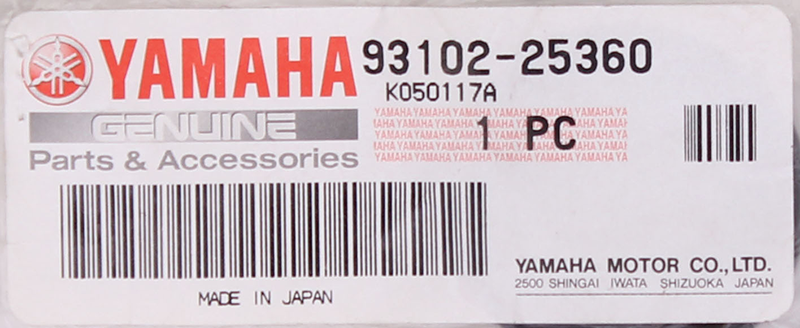 YAMAHA 93102-25360
K050117A
GENUINE
1 PC
Parts & Accessories
YAMAHA MOTOR CO.,LTD.
2500 SHINGAI IWATA SHIZUOKA JAPAN
MADE IN JAPAN